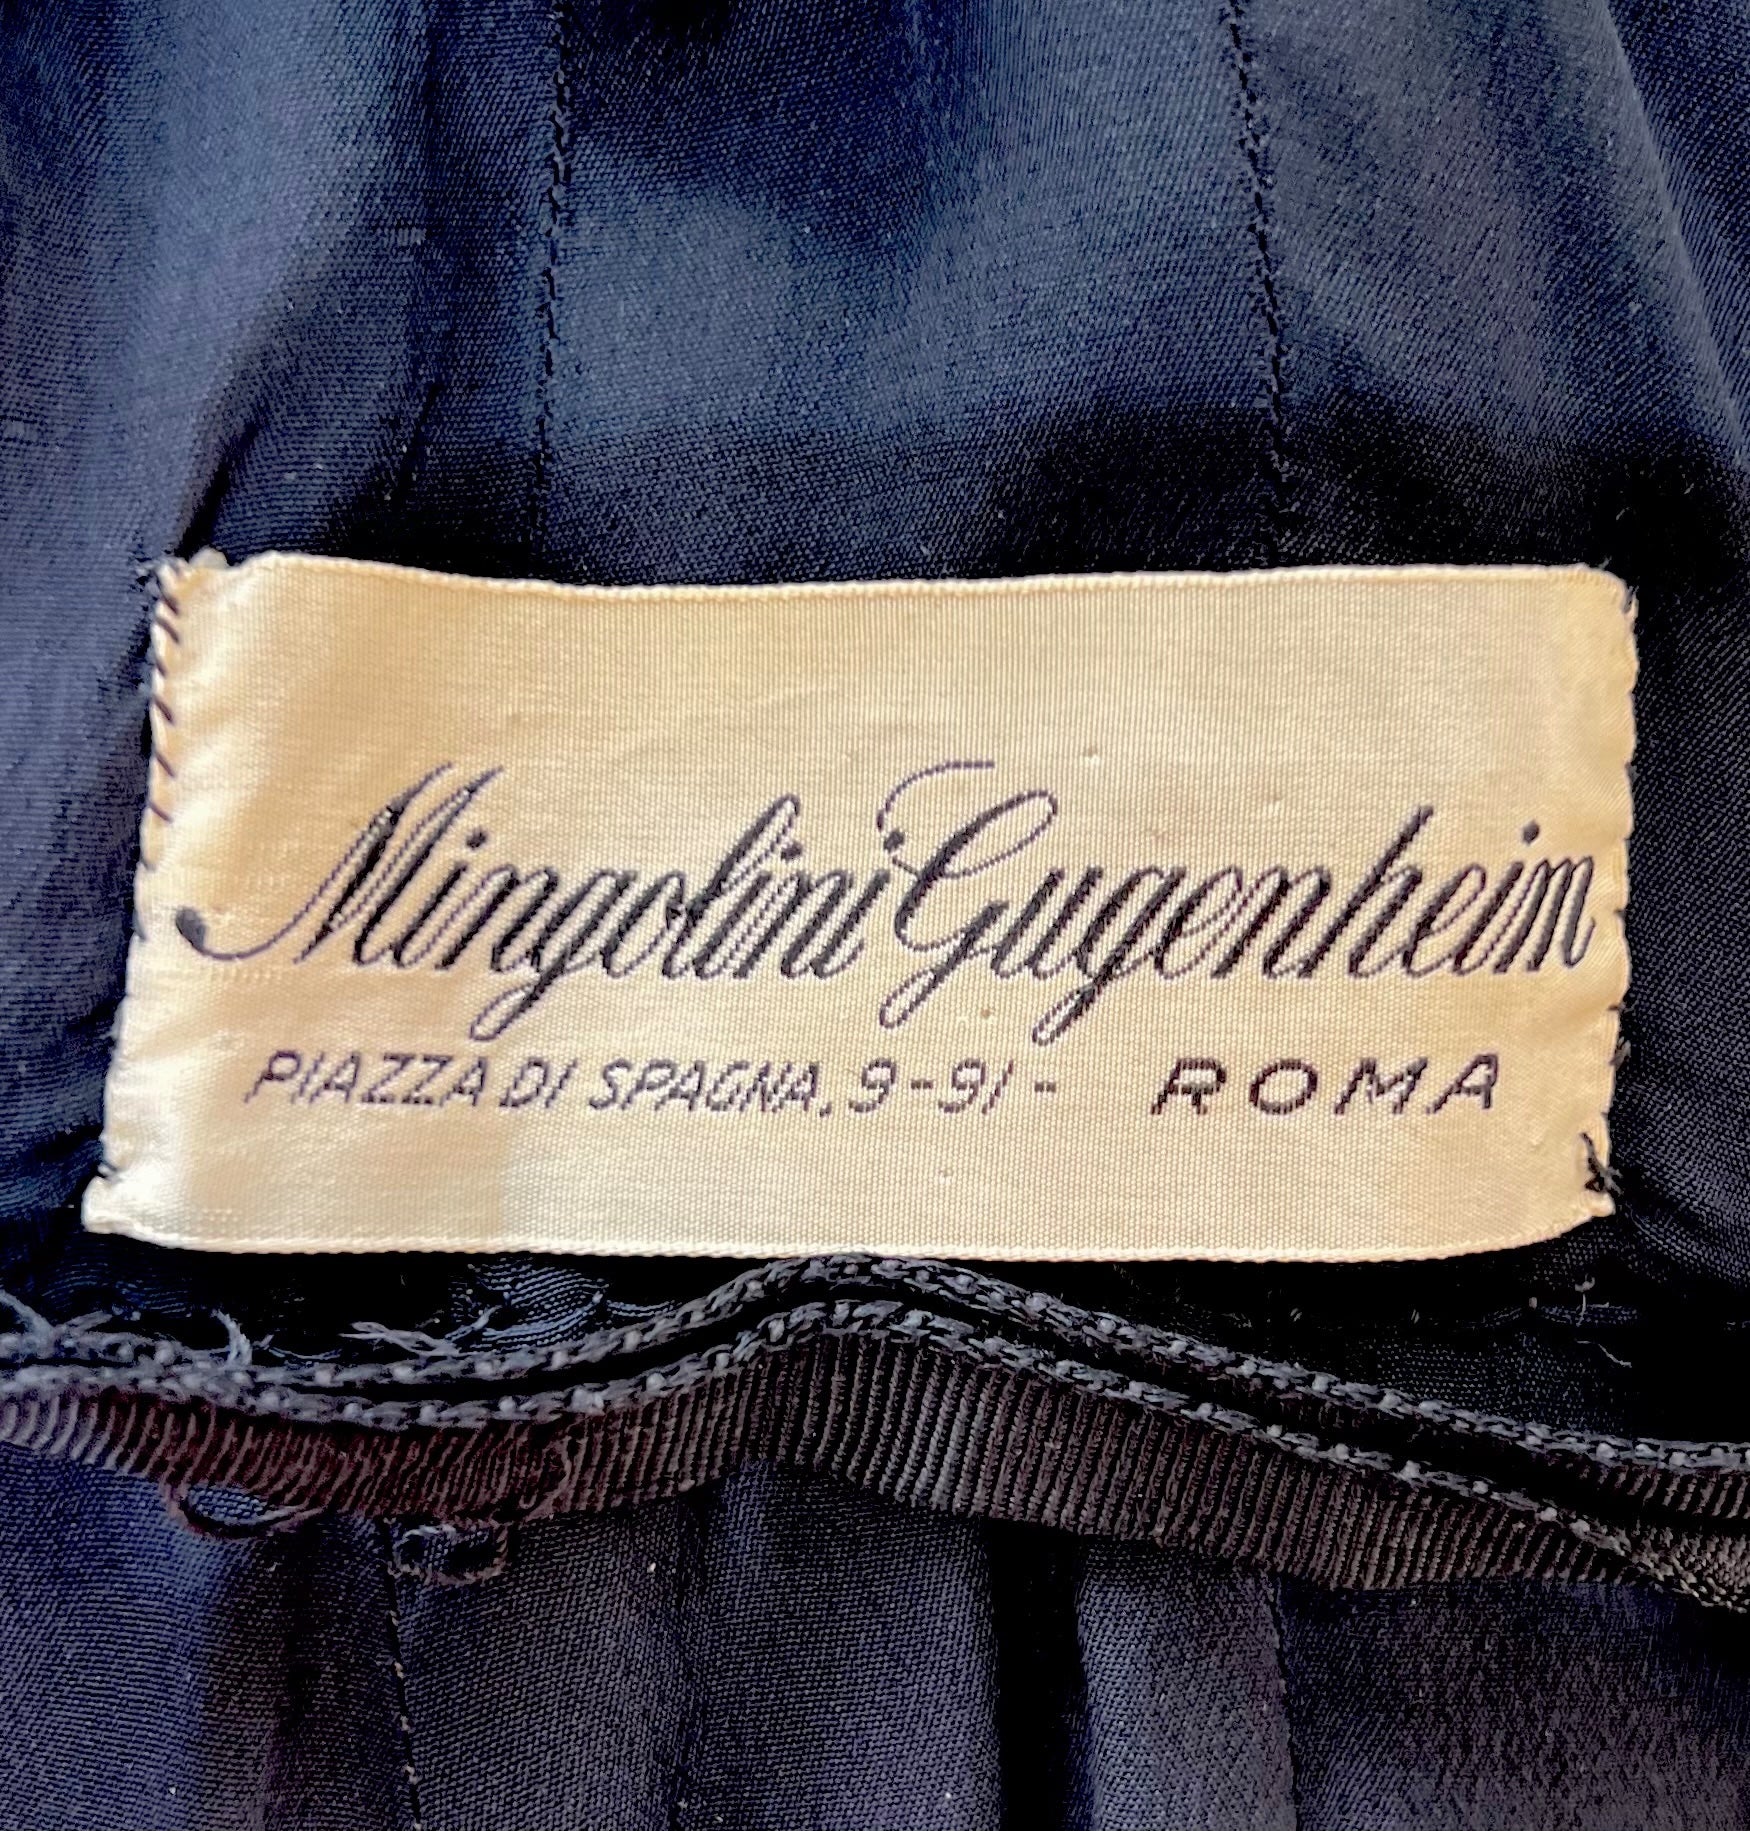 Mingolini Gugenheim
PIAZZA DI SPAGNA, 9-91- ROMA